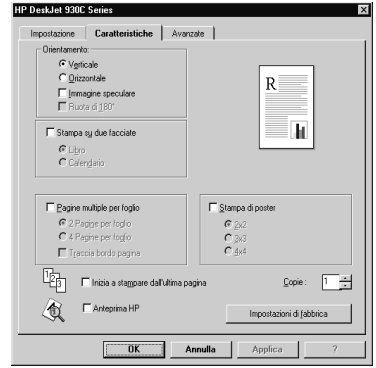 HP DeskJet 930C Series
Impostazione Caratteristiche Avanzate
Orientamento:
Verticale
Orizzontale
Immagine speculare
Ruota di 180°
Stampa su due facciate
Libro
Calendario
R
Pagine multiple per foglio
2 Pagine per foglio
4 Pagine per foglio
Traccia bordo pagina
Stampa di poster
2x2
3x3
4x4
1 2 3
Inizia a stampare dall'ultima pagina
Copie: 1
Anteprima HP
Impostazioni di fabbrica
OK Annulla Applica ?